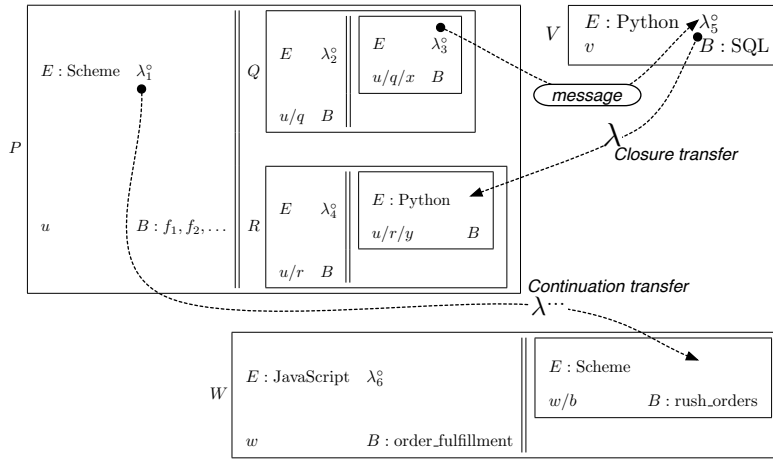 E : Python λ₅°
V
v B : SQL
E : Scheme λ₁°
E λ₂°
E λ₃°
Q
u/q/x B
message
u/q B
λ
Closure transfer
P
E λ₄°
E : Python
u B : f₁, f₂, …
R
u/r/y B
u/r B
Continuation transfer
λ…
E : Scheme
E : JavaScript λ₆°
W
w/b B : rush_orders
w B : order_fulfillment